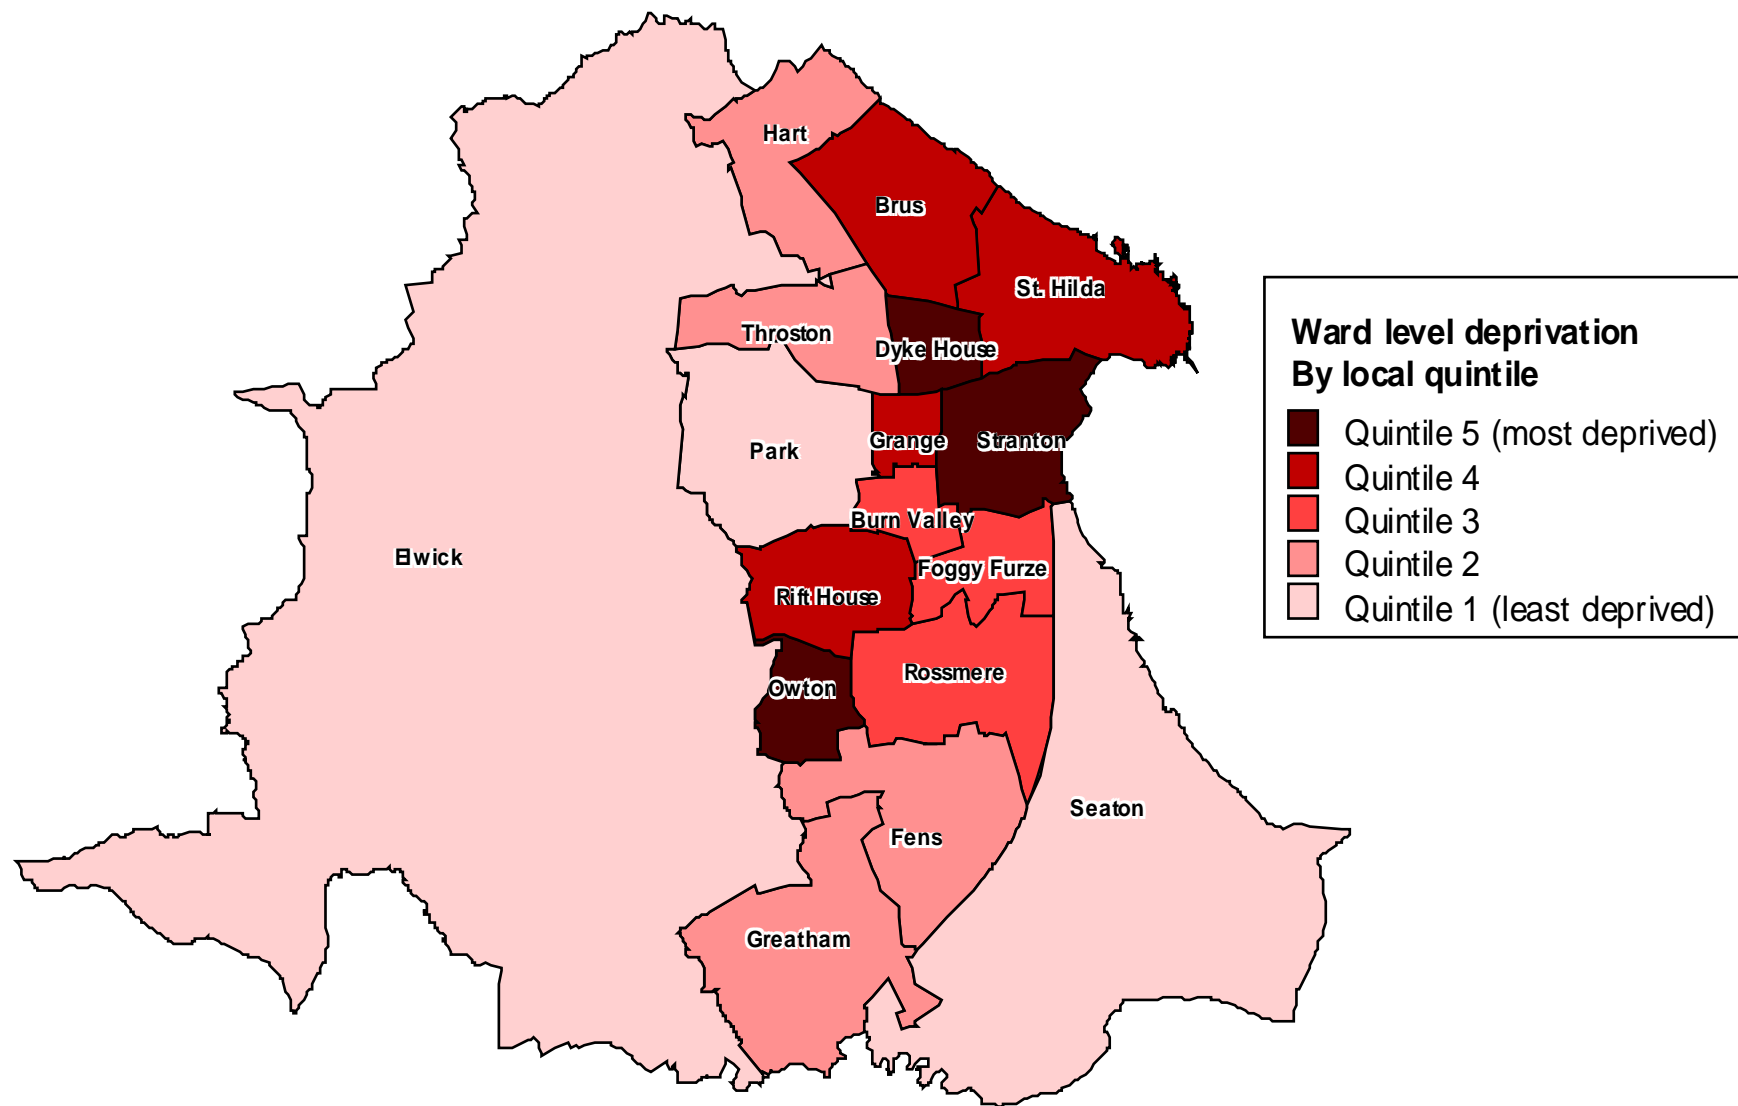 Hart
Brus
St. Hilda
Throston
Dyke House
Grange
Stranton
Park
Burn Valley
Elwick
Foggy Furze
Rift House
Rossmere
Owton
Seaton
Fens
Greatham
Ward level deprivation
By local quintile
Quintile 5 (most deprived)
Quintile 4
Quintile 3
Quintile 2
Quintile 1 (least deprived)